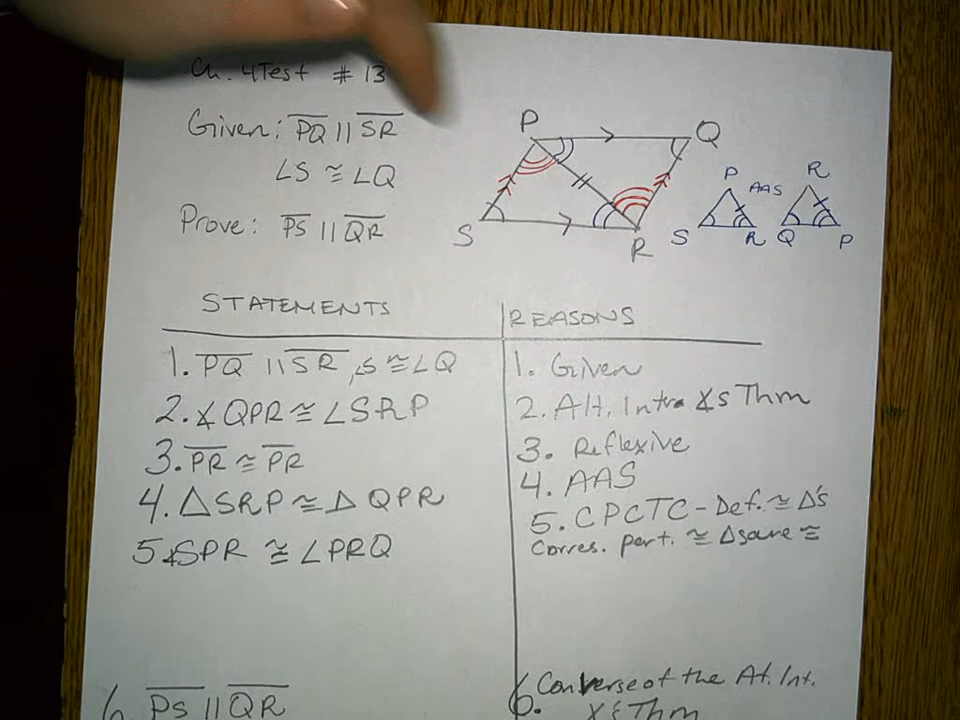 Ch. 4 Test # 13
Given: PQ || SR
∠S ≅ ∠Q
Prove: PS || QR
P
Q
S
R
P
AAS
R
S
R
Q
P
STATEMENTS
REASONS
1. PQ || SR, ∠S ≅ ∠Q
1. Given
2. ∡QPR ≅ ∠SRP
2. Alt. Intra ∡s Thm
3. PR ≅ PR
3. Reflexive
4. △SRP ≅ △QPR
4. AAS
5. ∡SPR ≅ ∠PRQ
5. CPCTC - Def. ≅ △'s
Corres. part. ≅ △s are ≅
6. PS || QR
6. Converse of the At. Int.
∡s Thm